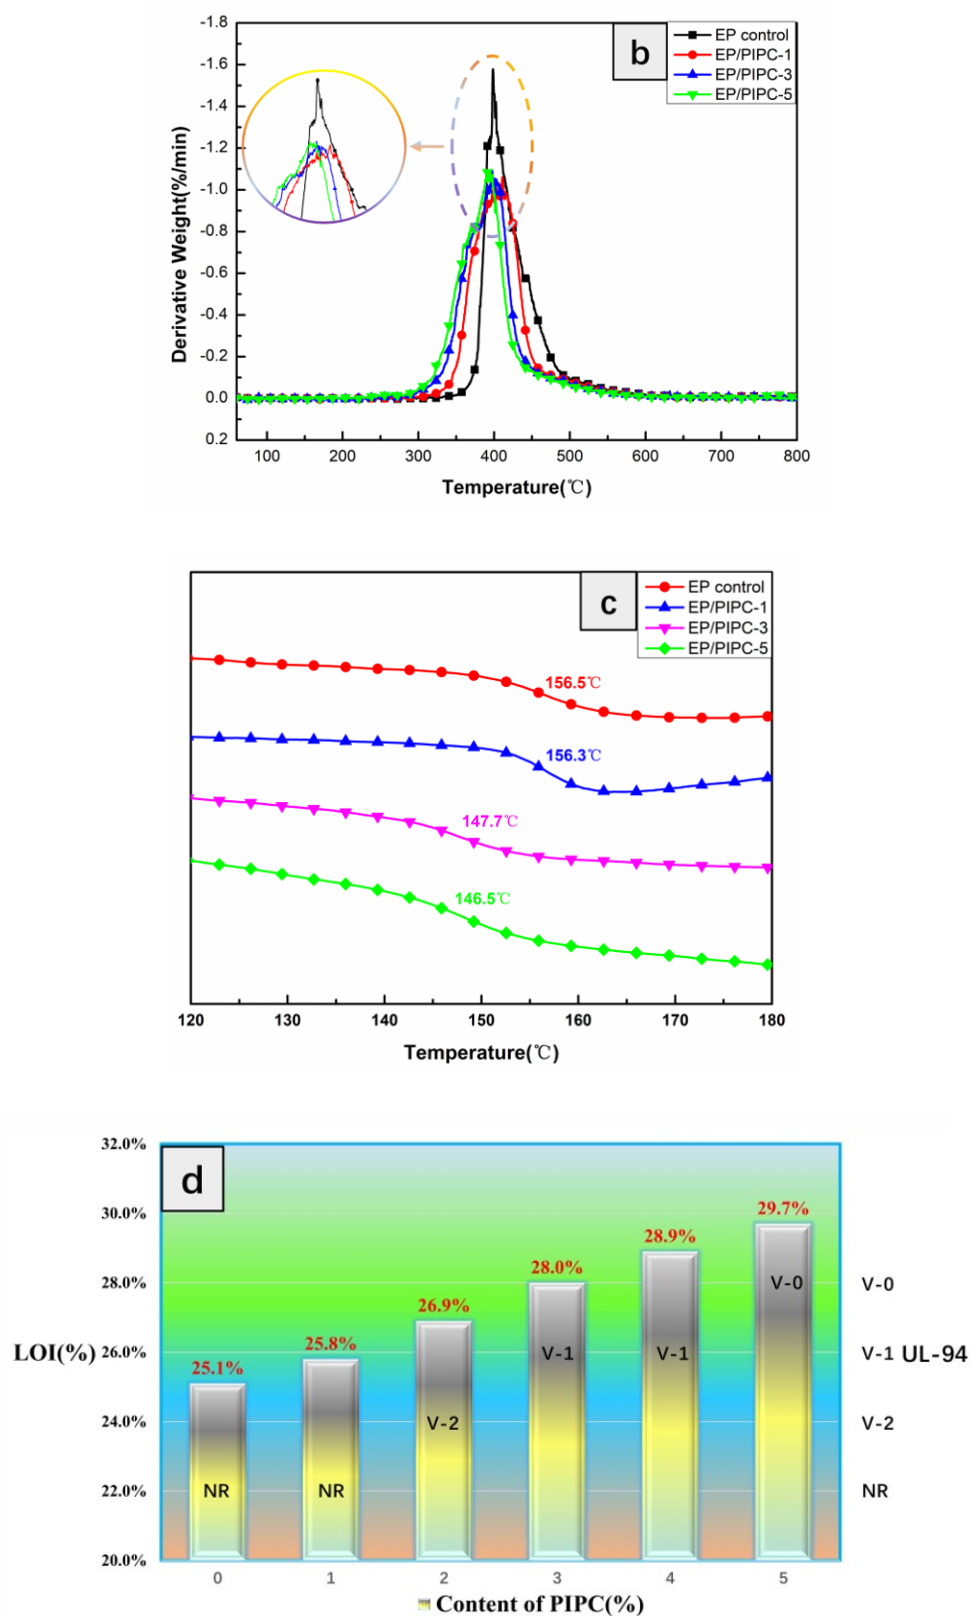 b
EP control
EP/PIPC-1
EP/PIPC-3
EP/PIPC-5
-1.8
-1.6
-1.4
-1.2
-1.0
-0.8
-0.6
-0.4
-0.2
0.0
0.2
Derivative Weight(%/min)
100 200 300 400 500 600 700 800
Temperature(℃)
c
EP control
EP/PIPC-1
EP/PIPC-3
EP/PIPC-5
156.5℃
156.3℃
147.7℃
146.5℃
120 130 140 150 160 170 180
Temperature(℃)
d
32.0%
30.0%
28.0%
26.0%
24.0%
22.0%
20.0%
LOI(%)
25.1%
25.8%
26.9%
28.0%
28.9%
29.7%
NR
NR
V-2
V-1
V-1
V-0
V-0
V-1 UL-94
V-2
NR
0 1 2 3 4 5
Content of PIPC(%)